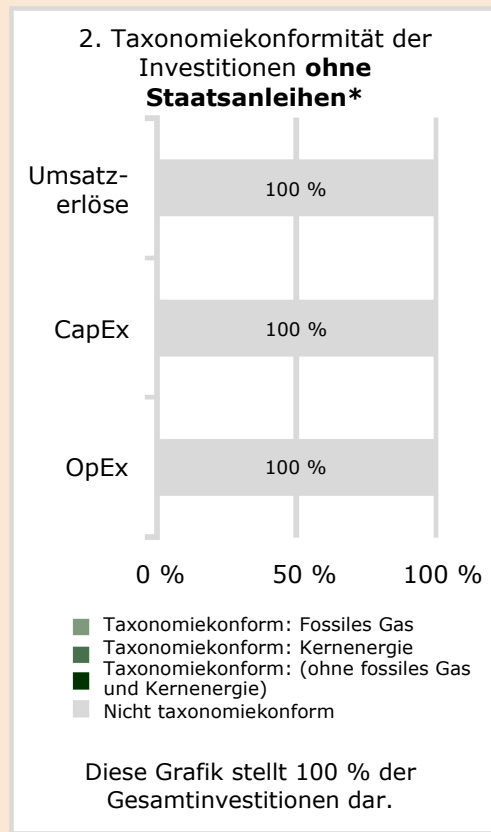 2. Taxonomiekonformität der
Investitionen ohne
Staatsanleihen*
Umsatz-
erlöse
100 %
CapEx
100 %
OpEx
100 %
0 % 50 % 100 %
Taxonomiekonform: Fossiles Gas
Taxonomiekonform: Kernenergie
Taxonomiekonform: (ohne fossiles Gas
und Kernenergie)
Nicht taxonomiekonform
Diese Grafik stellt 100 % der
Gesamtinvestitionen dar.